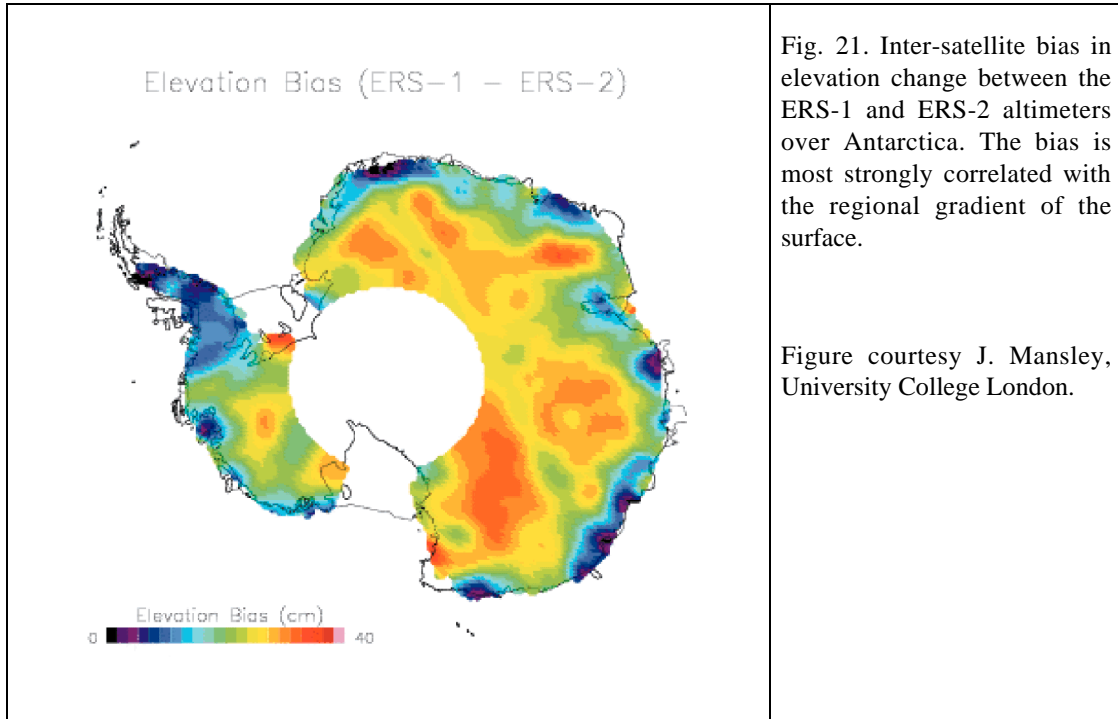 Elevation Bias (ERS-1 - ERS-2)
Elevation Bias (cm)
0 40
Fig. 21. Inter-satellite bias in
elevation change between the
ERS-1 and ERS-2 altimeters
over Antarctica. The bias is
most strongly correlated with
the regional gradient of the
surface.
Figure courtesy J. Mansley,
University College London.